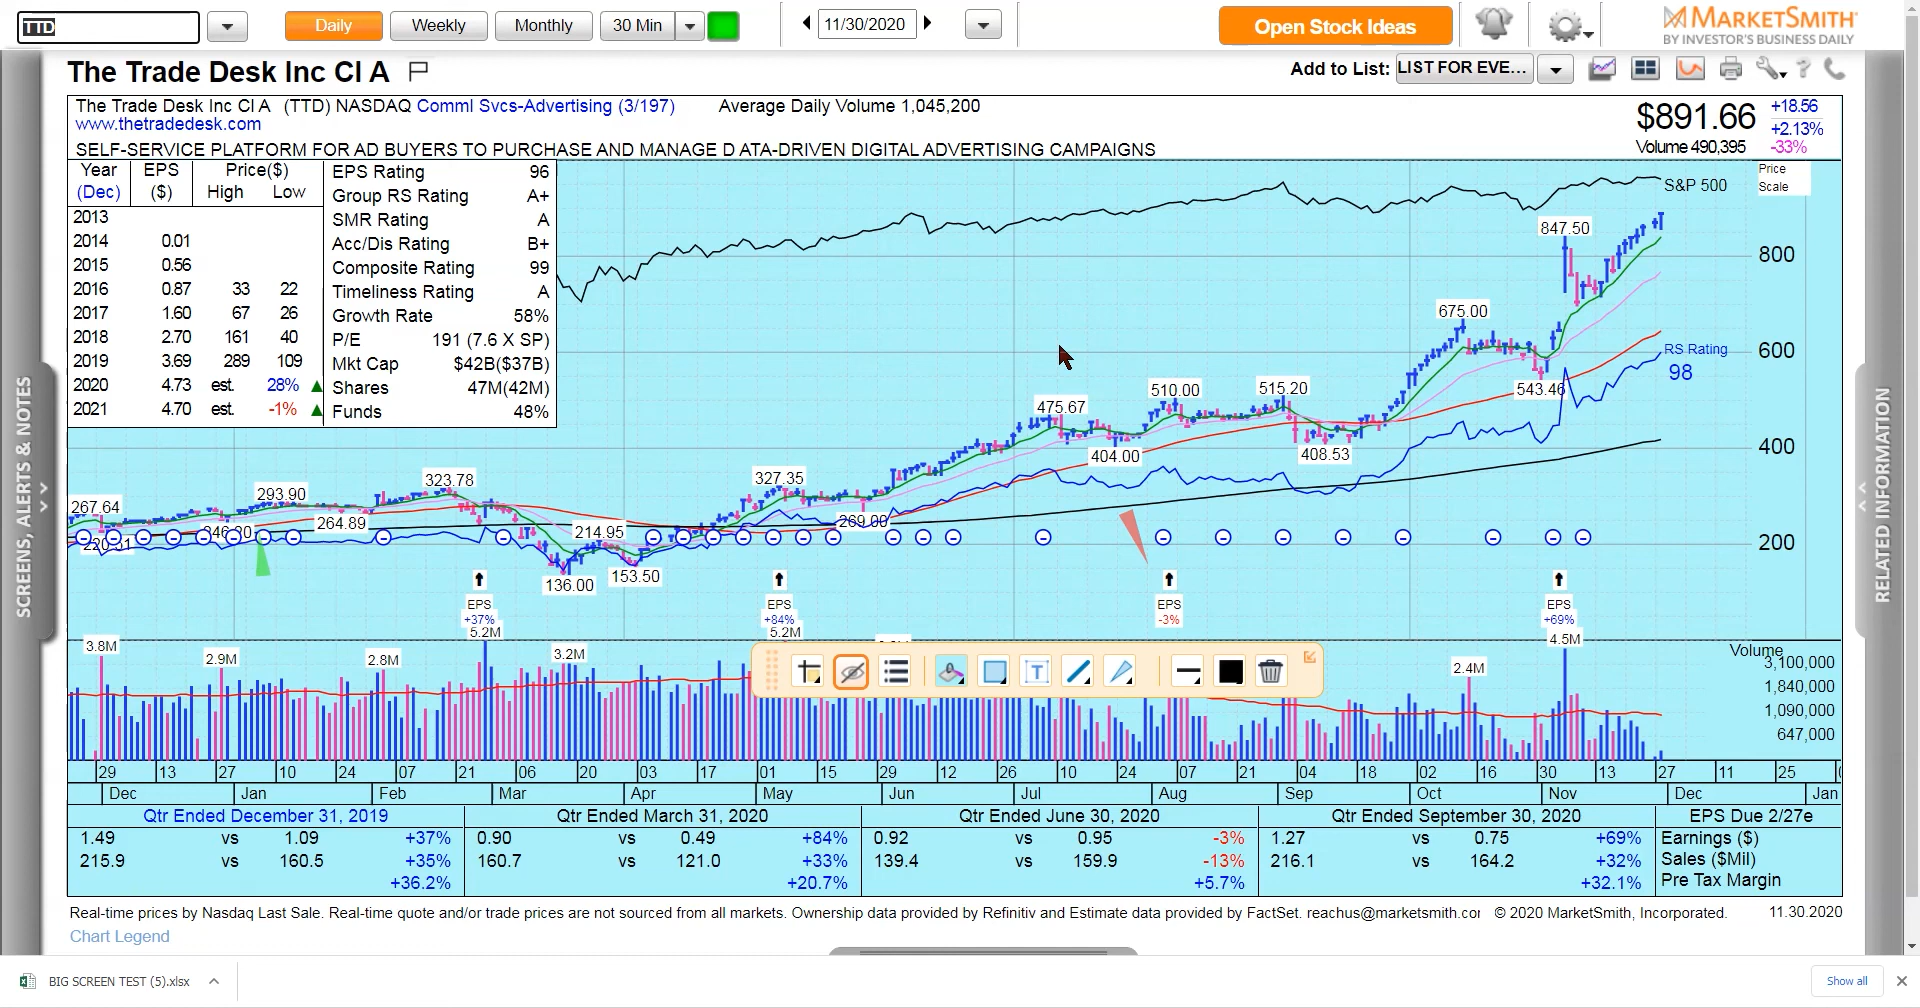 TTD
Daily
Weekly
Monthly
30 Min
11/30/2020
Open Stock Ideas
MARKETSMITH
BY INVESTOR'S BUSINESS DAILY
The Trade Desk Inc Cl A
Add to List: LIST FOR EVE...
The Trade Desk Inc Cl A (TTD) NASDAQ Comml Svcs-Advertising (3/197) Average Daily Volume 1,045,200
www.thetradedesk.com
SELF-SERVICE PLATFORM FOR AD BUYERS TO PURCHASE AND MANAGE D ATA-DRIVEN DIGITAL ADVERTISING CAMPAIGNS
$891.66 +18.56
+2.13%
Volume 490,395 -33%
Year EPS Price($)
(Dec) ($) High Low
2013
2014 0.01
2015 0.56
2016 0.87 33 22
2017 1.60 67 26
2018 2.70 161 40
2019 3.69 289 109
2020 4.73 est. 28%
2021 4.70 est. -1%
EPS Rating 96
Group RS Rating A+
SMR Rating A
Acc/Dis Rating B+
Composite Rating 99
Timeliness Rating A
Growth Rate 58%
P/E 191 (7.6 X SP)
Mkt Cap $42B($37B)
Shares 47M(42M)
Funds 48%
Price
Scale
S&P 500
847.50
800
675.00
600
RS Rating
98
543.46
510.00
515.20
475.67
404.00
408.53
400
323.78
327.35
293.90
267.64
264.89
269.00
246.00
220.31
214.95
200
136.00
153.50
EPS
+37%
5.2M
EPS
+84%
5.2M
EPS
-3%
EPS
+69%
4.5M
3.8M
2.9M
2.8M
3.2M
2.4M
Volume
3,100,000
1,840,000
1,090,000
647,000
29 13 27 10 24 07 21 06 20 03 17 01 15 29 12 26 10 24 07 21 04 18 02 16 30 13 27 11 25
Dec Jan Feb Mar Apr May Jun Jul Aug Sep Oct Nov Dec Jan
Qtr Ended December 31, 2019 Qtr Ended March 31, 2020 Qtr Ended June 30, 2020 Qtr Ended September 30, 2020 EPS Due 2/27e
1.49 vs 1.09 +37% 0.90 vs 0.49 +84% 0.92 vs 0.95 -3% 1.27 vs 0.75 +69% Earnings ($)
215.9 vs 160.5 +35% 160.7 vs 121.0 +33% 139.4 vs 159.9 -13% 216.1 vs 164.2 +32% Sales ($Mil)
+36.2% +20.7% +5.7% +32.1% Pre Tax Margin
Real-time prices by Nasdaq Last Sale. Real-time quote and/or trade prices are not sourced from all markets. Ownership data provided by Refinitiv and Estimate data provided by FactSet. reachus@marketsmith.cor © 2020 MarketSmith, Incorporated. 11.30.2020
Chart Legend
SCREENS, ALERTS & NOTES
RELATED INFORMATION
BIG SCREEN TEST (5).xlsx
Show all